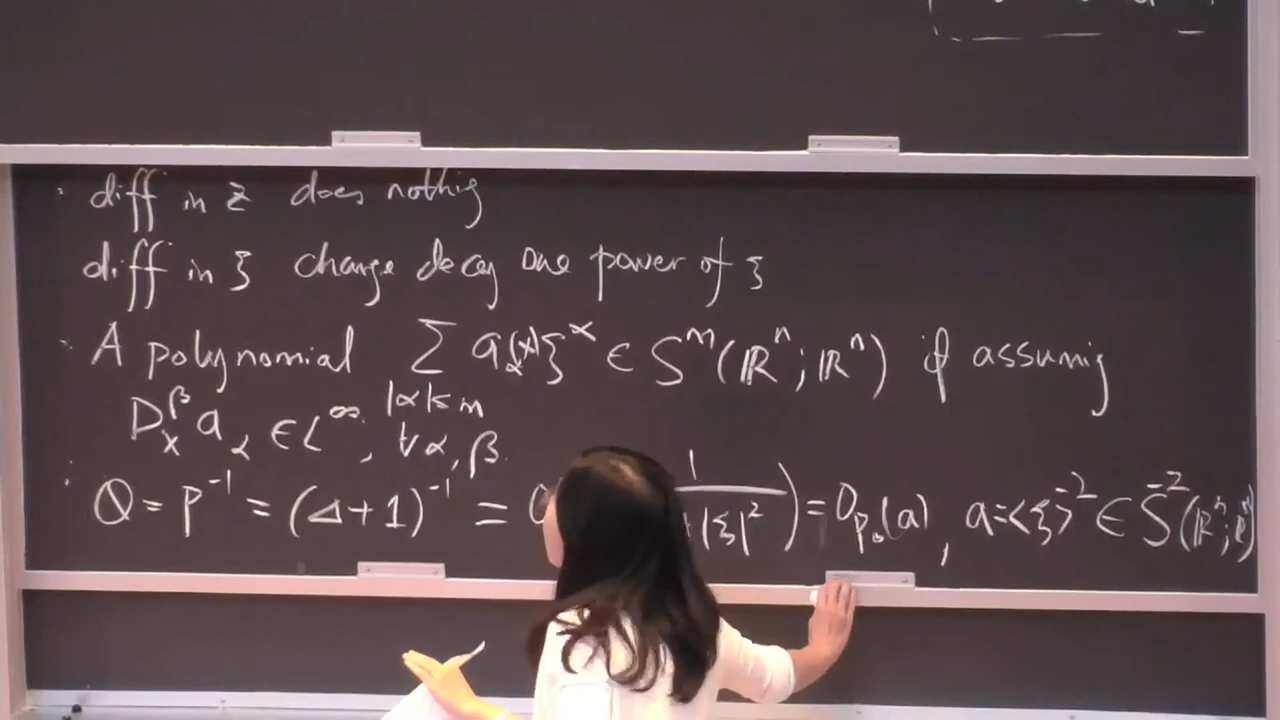 · diff in z does nothing
diff in ξ change decay one power of ξ
· A polynomial ∑ a_α(x) ξ^α ∈ S^m(ℝ^n; ℝ^n) if assuming
|α|≤m
D_x^β a_α ∈ L^∞, ∀α, β.
· Q = P^{-1} = (Δ+1)^{-1} = O 1/ +|ξ|^2 ) = O_p.(a), a=<ξ>^{-2} ∈ S^{-2}(ℝ^n; ℝ^n)